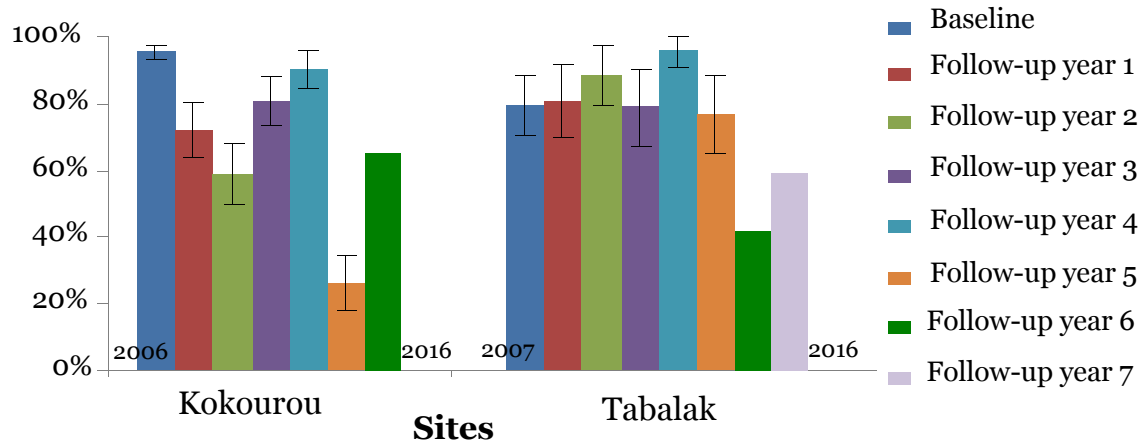 100%
80%
60%
40%
20%
0%
2006
2016
2007
2016
Kokourou
Tabalak
Sites
Baseline
Follow-up year 1
Follow-up year 2
Follow-up year 3
Follow-up year 4
Follow-up year 5
Follow-up year 6
Follow-up year 7